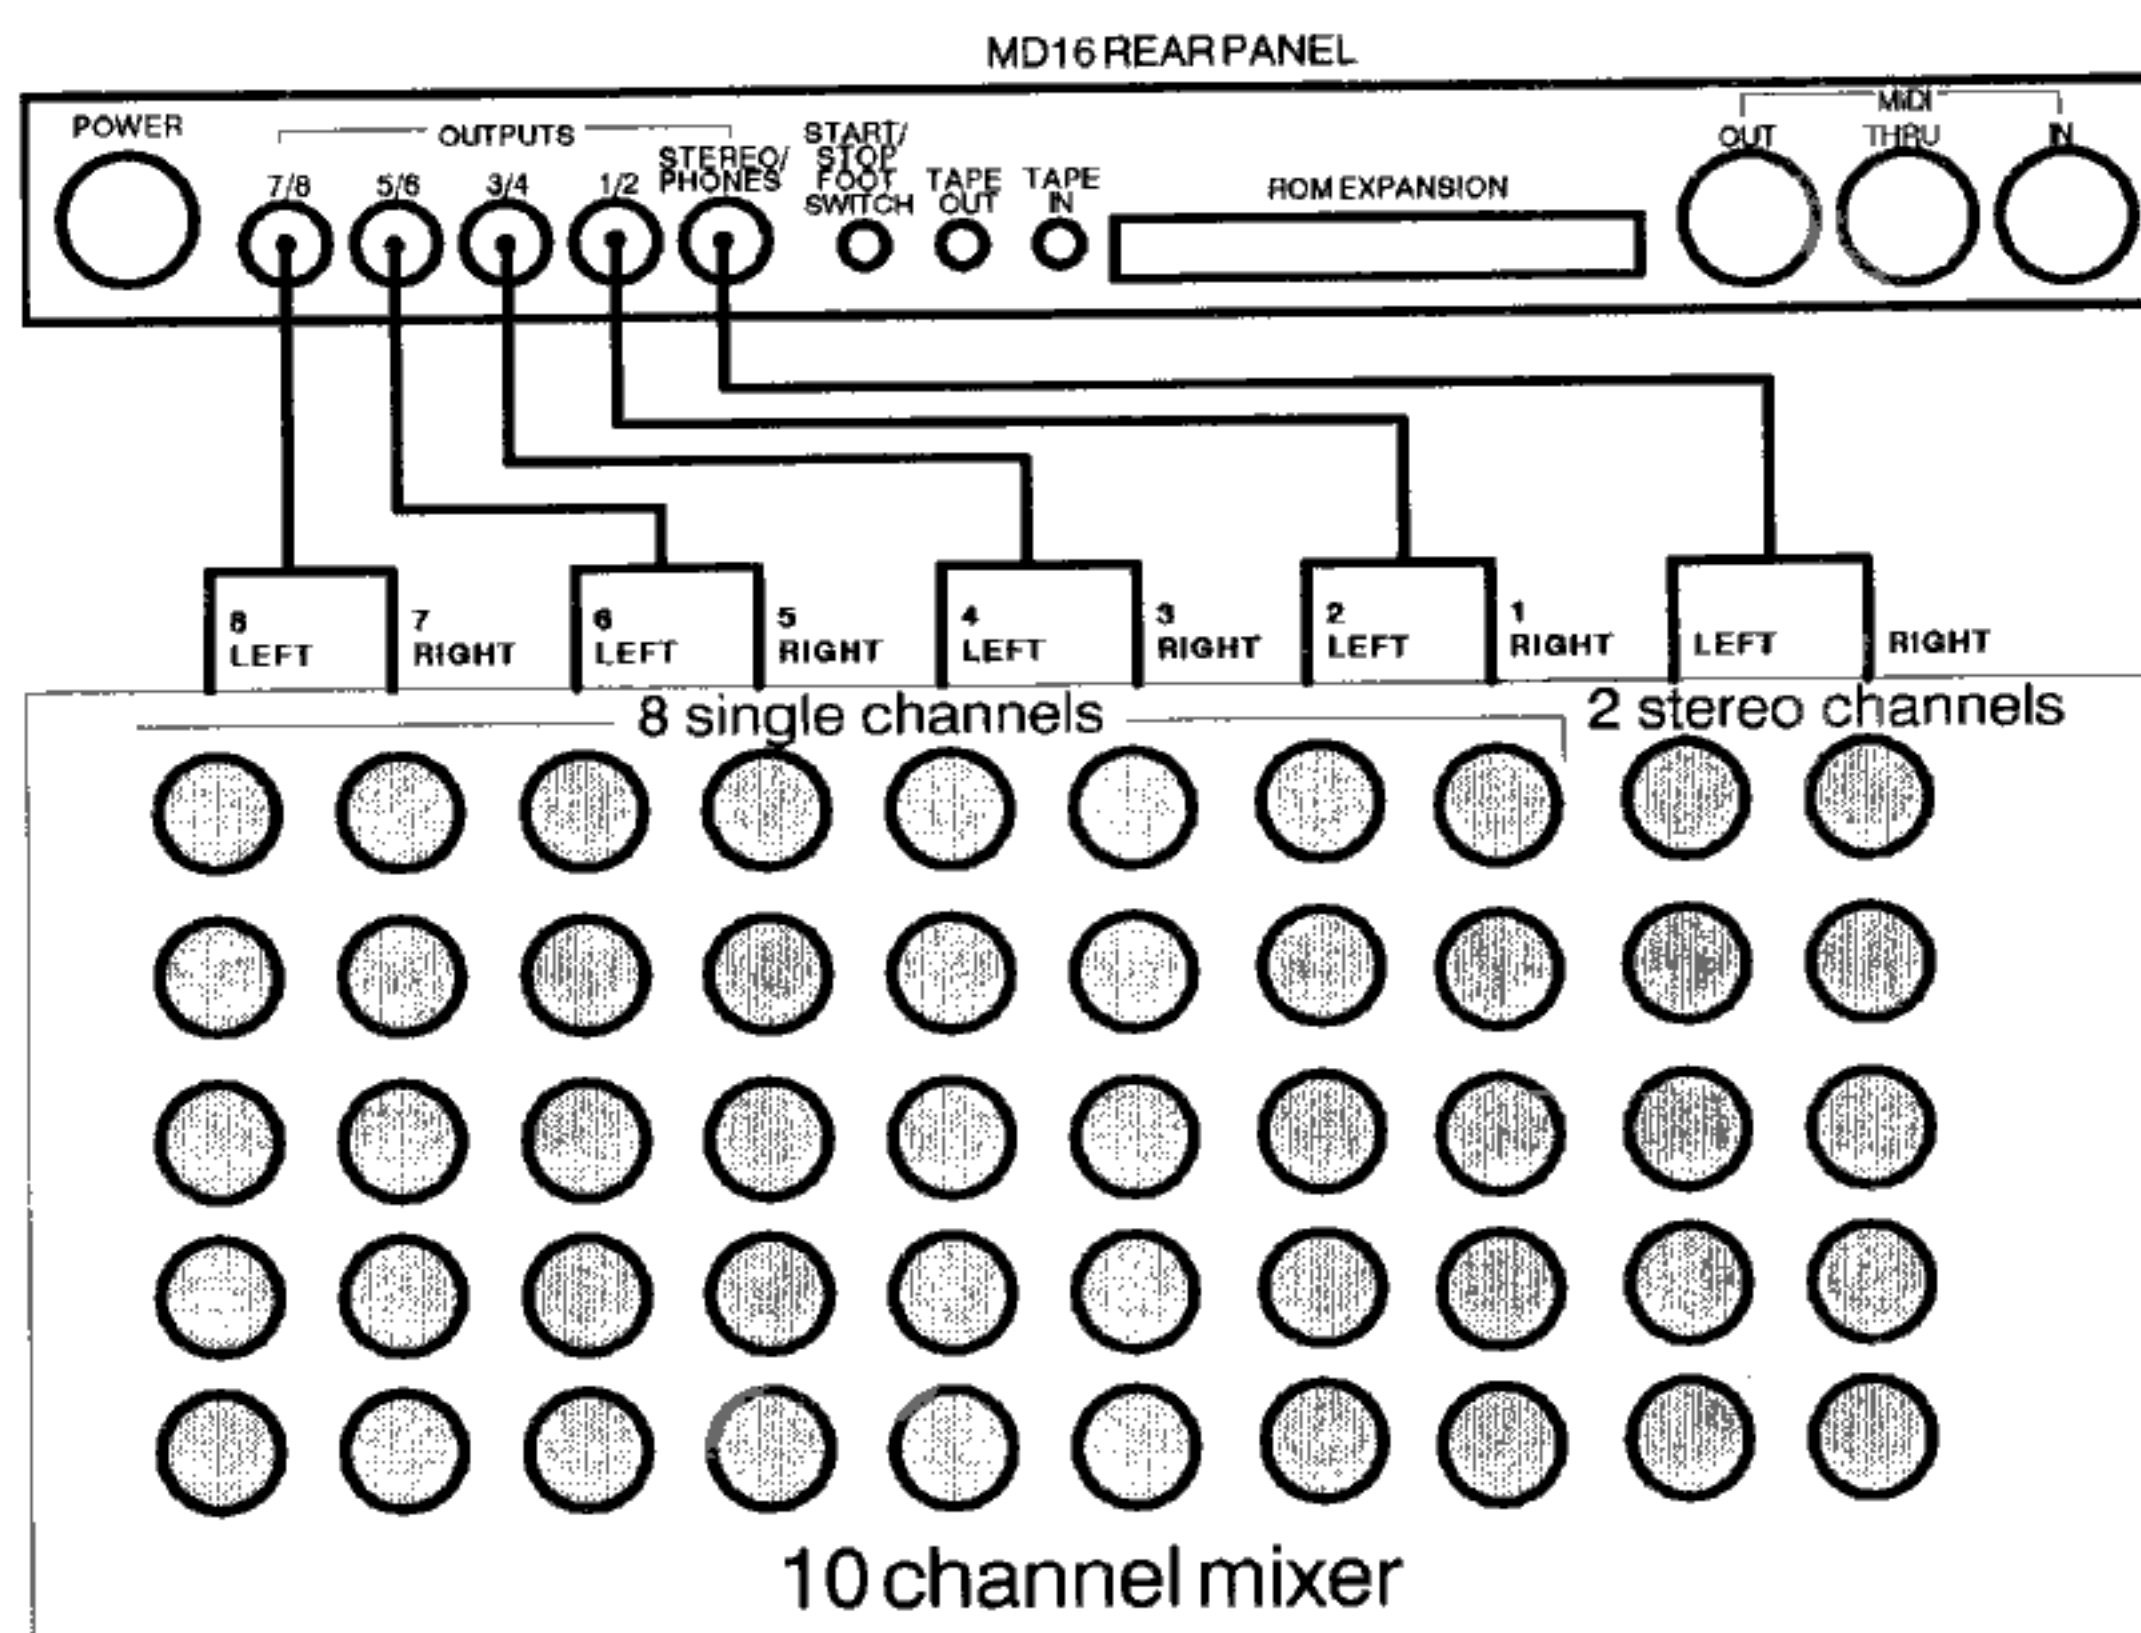 MD16 REAR PANEL
POWER
OUTPUTS
7/8
5/6
3/4
1/2
STEREO/
PHONES
START/
STOP
FOOT
SWITCH
TAPE
OUT
TAPE
IN
ROM EXPANSION
MIDI
OUT
THRU
IN
8
LEFT
7
RIGHT
6
LEFT
5
RIGHT
4
LEFT
3
RIGHT
2
LEFT
1
RIGHT
LEFT
RIGHT
8 single channels
2 stereo channels
10 channel mixer